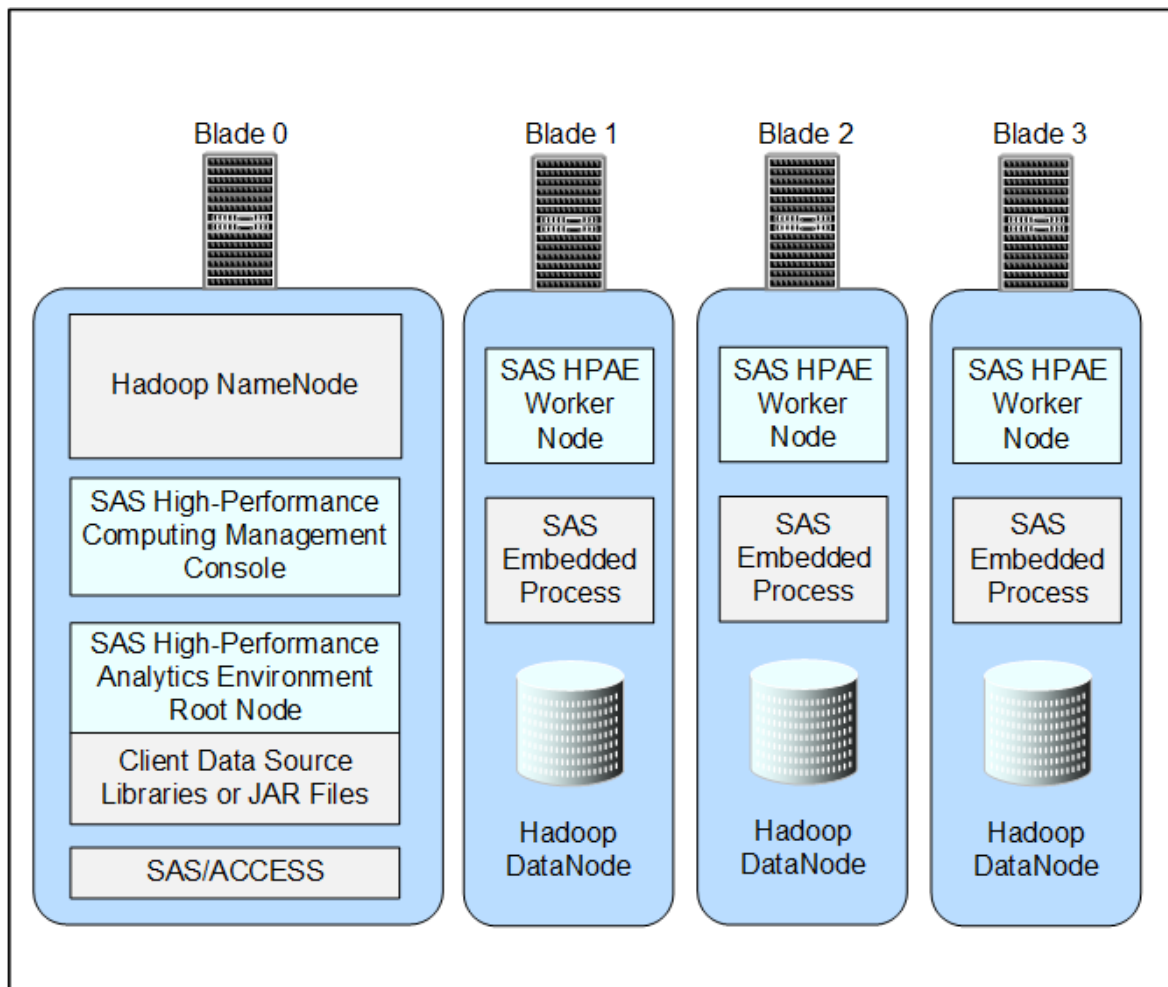 Blade 0
Blade 1
Blade 2
Blade 3
Hadoop NameNode
SAS High-Performance
Computing Management
Console
SAS High-Performance
Analytics Environment
Root Node
Client Data Source
Libraries or JAR Files
SAS/ACCESS
SAS HPAE
Worker
Node
SAS
Embedded
Process
Hadoop
DataNode
SAS HPAE
Worker
Node
SAS
Embedded
Process
Hadoop
DataNode
SAS HPAE
Worker
Node
SAS
Embedded
Process
Hadoop
DataNode